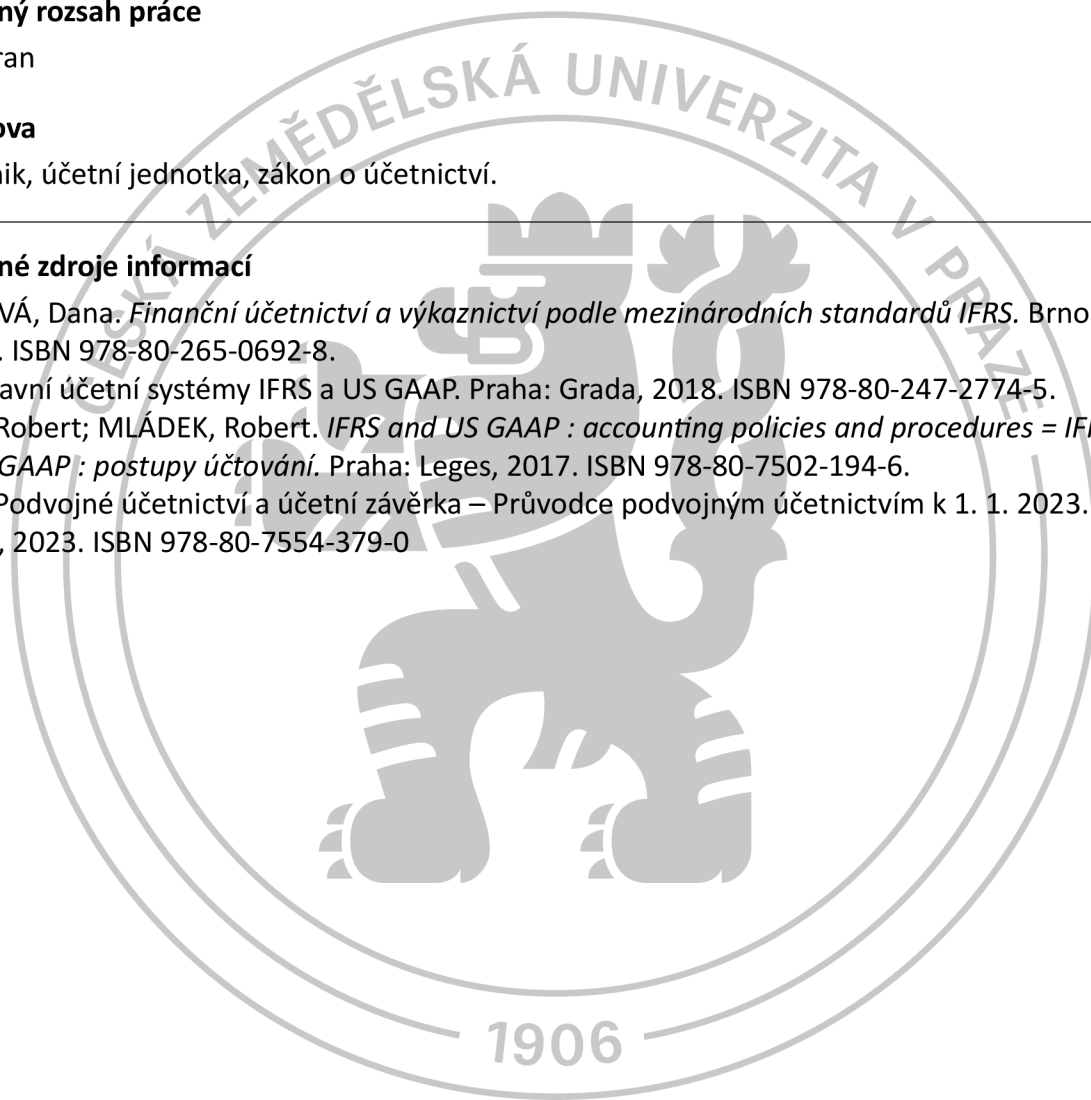 ný rozsah práce
ran
ova
nik, účetní jednotka, zákon o účetnictví.
né zdroje informací
VÁ, Dana. Finanční účetnictví a výkaznictví podle mezinárodních standardů IFRS. Brno
. ISBN 978-80-265-0692-8.
avní účetní systémy IFRS a US GAAP. Praha: Grada, 2018. ISBN 978-80-247-2774-5.
Robert; MLÁDEK, Robert. IFRS and US GAAP : accounting policies and procedures = IF
GAAP : postupy účtování. Praha: Leges, 2017. ISBN 978-80-7502-194-6.
Podvojné účetnictví a účetní závěrka – Průvodce podvojným účetnictvím k 1. 1. 2023.
, 2023. ISBN 978-80-7554-379-0
ČESKÁ ZEMĚDĚLSKÁ UNIVERZITA V PRAZE
1906